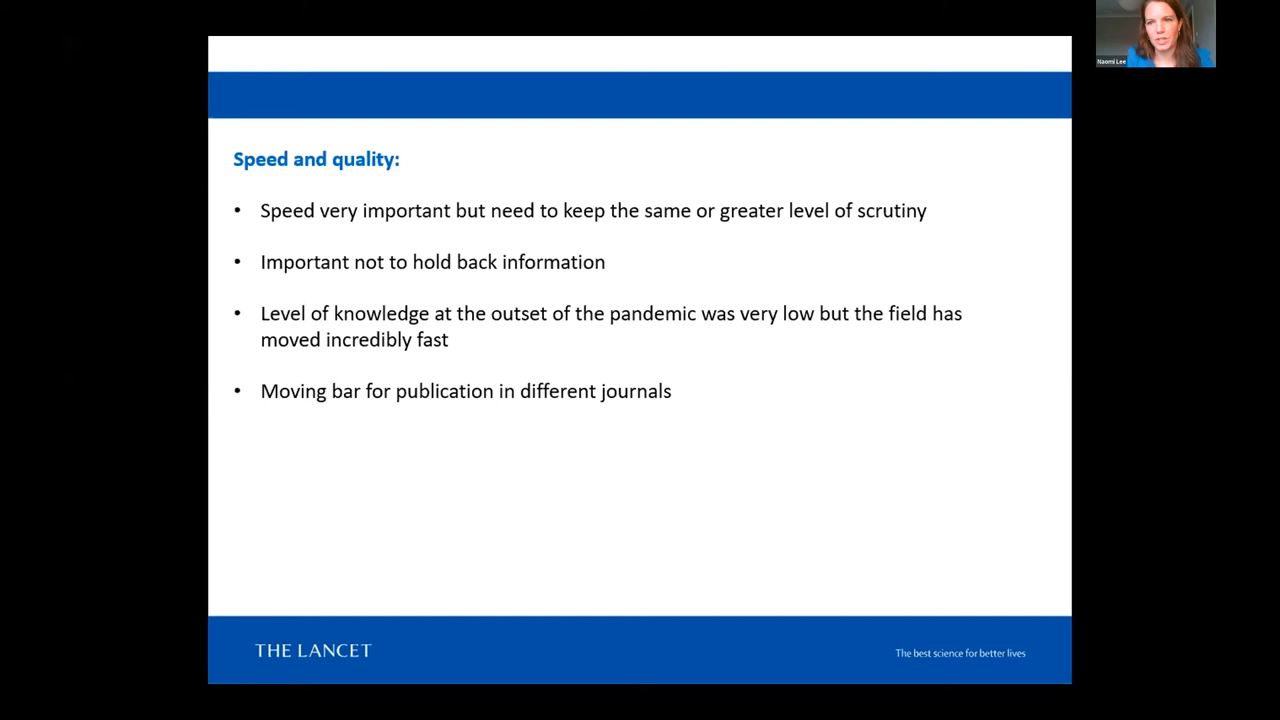 Naomi Lee
Speed and quality:
• Speed very important but need to keep the same or greater level of scrutiny
• Important not to hold back information
• Level of knowledge at the outset of the pandemic was very low but the field has
moved incredibly fast
• Moving bar for publication in different journals
THE LANCET
The best science for better lives